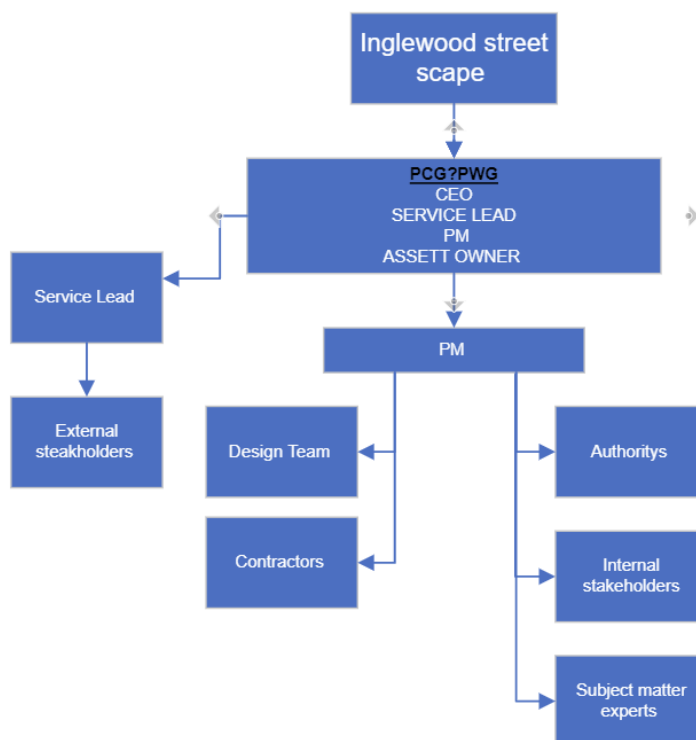 Inglewood street
scape
PCG?PWG
CEO
SERVICE LEAD
PM
ASSETT OWNER
Service Lead
PM
External
steakholders
Design Team
Authoritys
Contractors
Internal
stakeholders
Subject matter
experts